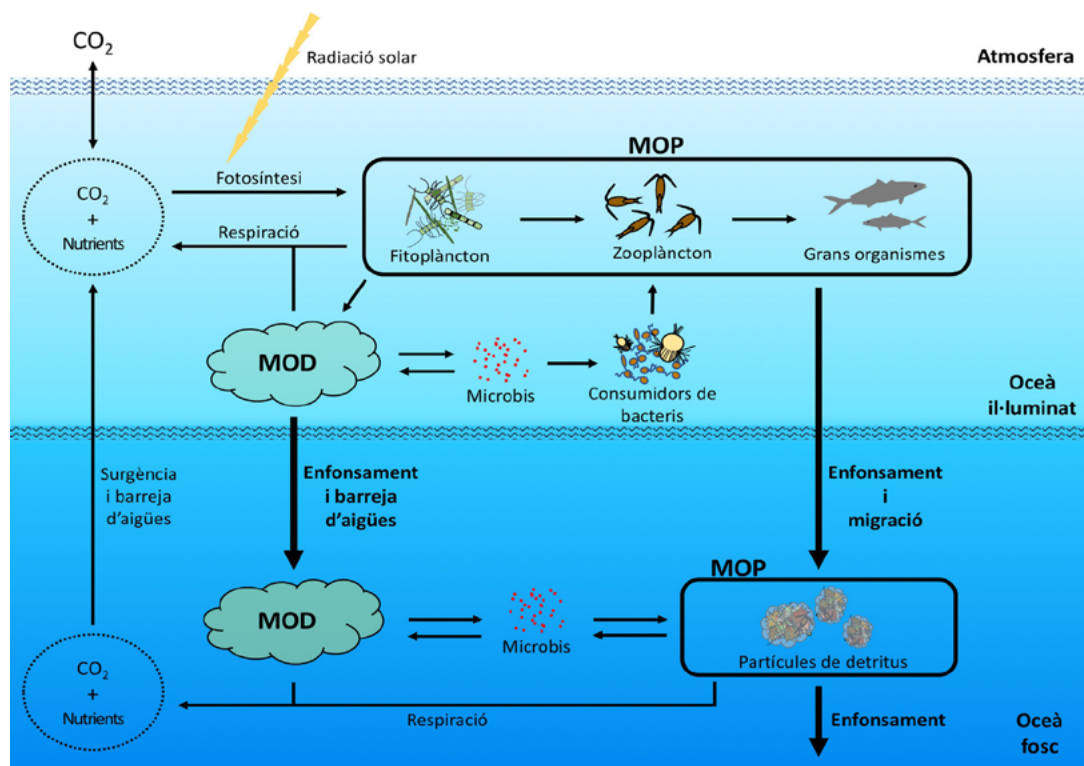 CO2
Radiació solar
Atmosfera
MOP
CO2
+
Nutrients
Fotosíntesi
Respiració
Fitoplàncton
Zooplàncton
Grans organismes
MOD
Microbis
Consumidors de
bacteris
Oceà
il·luminat
Surgència
i barreja
d'aigües
Enfonsament
i barreja
d'aigües
Enfonsament
i
migració
MOP
MOD
Microbis
Partícules de detritus
CO2
+
Nutrients
Respiració
Enfonsament
Oceà
fosc